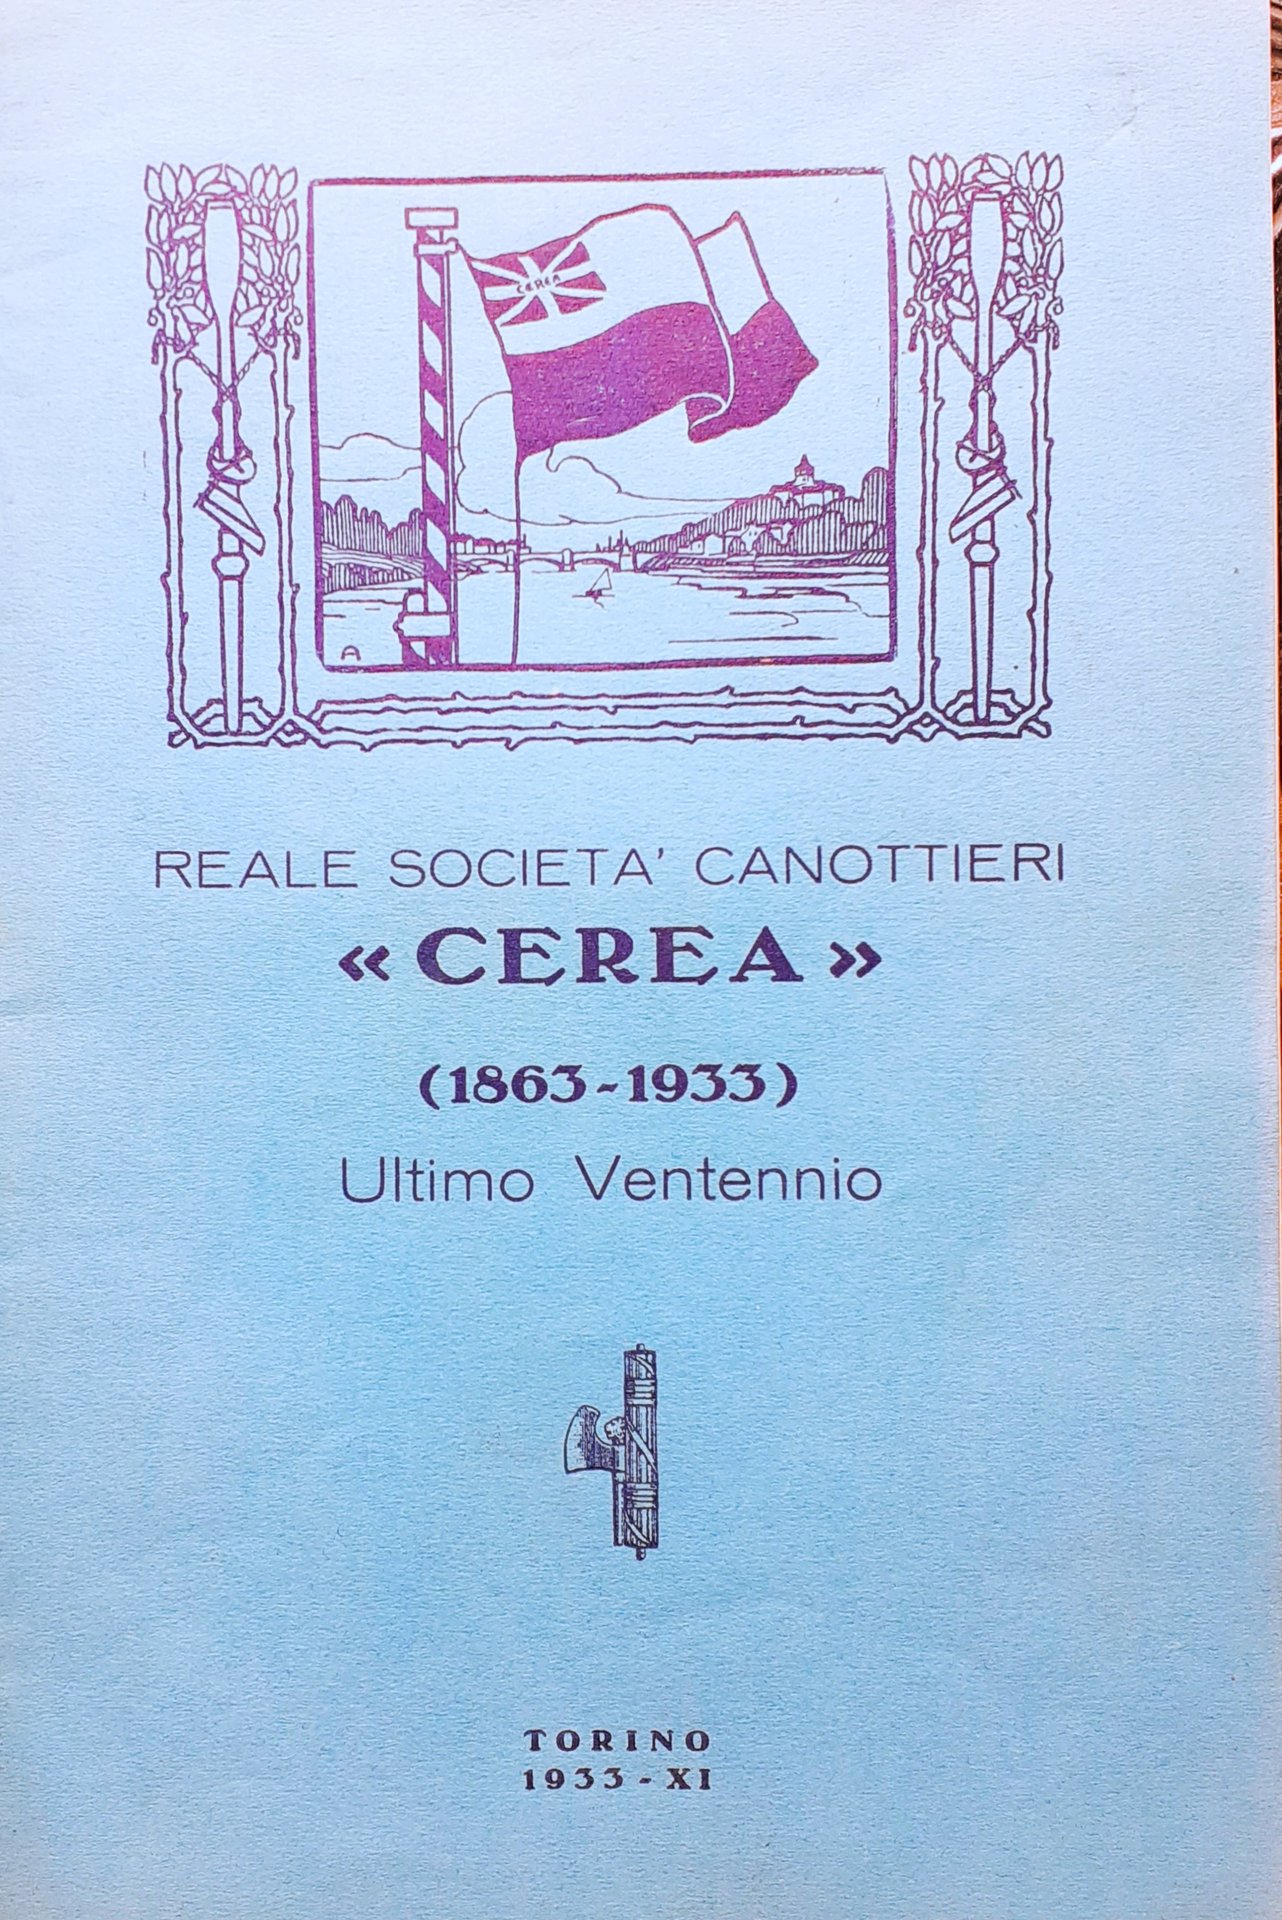 CEREA
A
REALE SOCIETA' CANOTTIERI
« CEREA »
(1863-1933)
Ultimo Ventennio
TORINO
1933 - XI